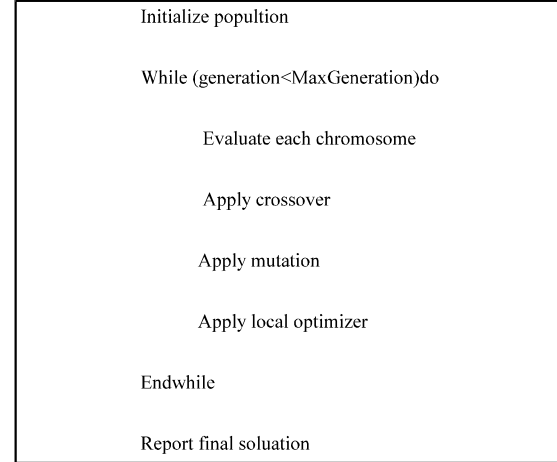 Initialize popultion
While (generation<MaxGeneration)do
Evaluate each chromosome
Apply crossover
Apply mutation
Apply local optimizer
Endwhile
Report final soluation